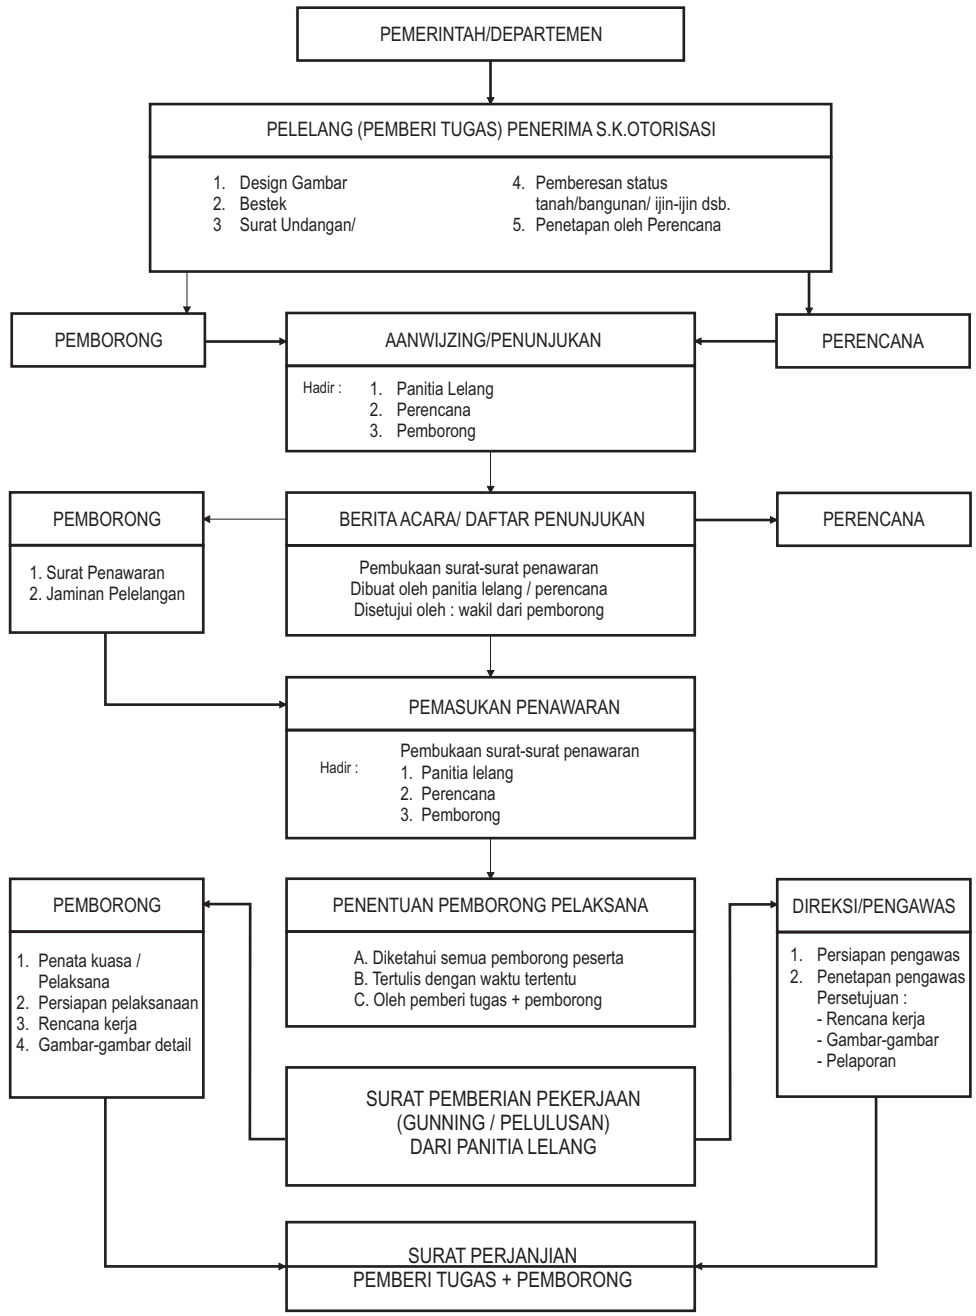 PEMERINTAH/DEPARTEMEN
PELELANG (PEMBERI TUGAS) PENERIMA S.K.OTORISASI
1. Design Gambar
2. Bestek
3 Surat Undangan/
4. Pemberesan status
tanah/bangunan/ ijin-ijin dsb.
5. Penetapan oleh Perencana
PEMBORONG
AANWIJZING/PENUNJUKAN
Hadir : 1. Panitia Lelang
2. Perencana
3. Pemborong
PERENCANA
PEMBORONG
1. Surat Penawaran
2. Jaminan Pelelangan
BERITA ACARA/ DAFTAR PENUNJUKAN
Pembukaan surat-surat penawaran
Dibuat oleh panitia lelang / perencana
Disetujui oleh : wakil dari pemborong
PERENCANA
PEMASUKAN PENAWARAN
Pembukaan surat-surat penawaran
Hadir : 1. Panitia lelang
2. Perencana
3. Pemborong
PEMBORONG
1. Penata kuasa /
Pelaksana
2. Persiapan pelaksanaan
3. Rencana kerja
4. Gambar-gambar detail
PENENTUAN PEMBORONG PELAKSANA
A. Diketahui semua pemborong peserta
B. Tertulis dengan waktu tertentu
C. Oleh pemberi tugas + pemborong
DIREKSI/PENGAWAS
1. Persiapan pengawas
2. Penetapan pengawas
Persetujuan :
- Rencana kerja
- Gambar-gambar
- Pelaporan
SURAT PEMBERIAN PEKERJAAN
(GUNNING / PELULUSAN)
DARI PANITIA LELANG
SURAT PERJANJIAN
PEMBERI TUGAS + PEMBORONG